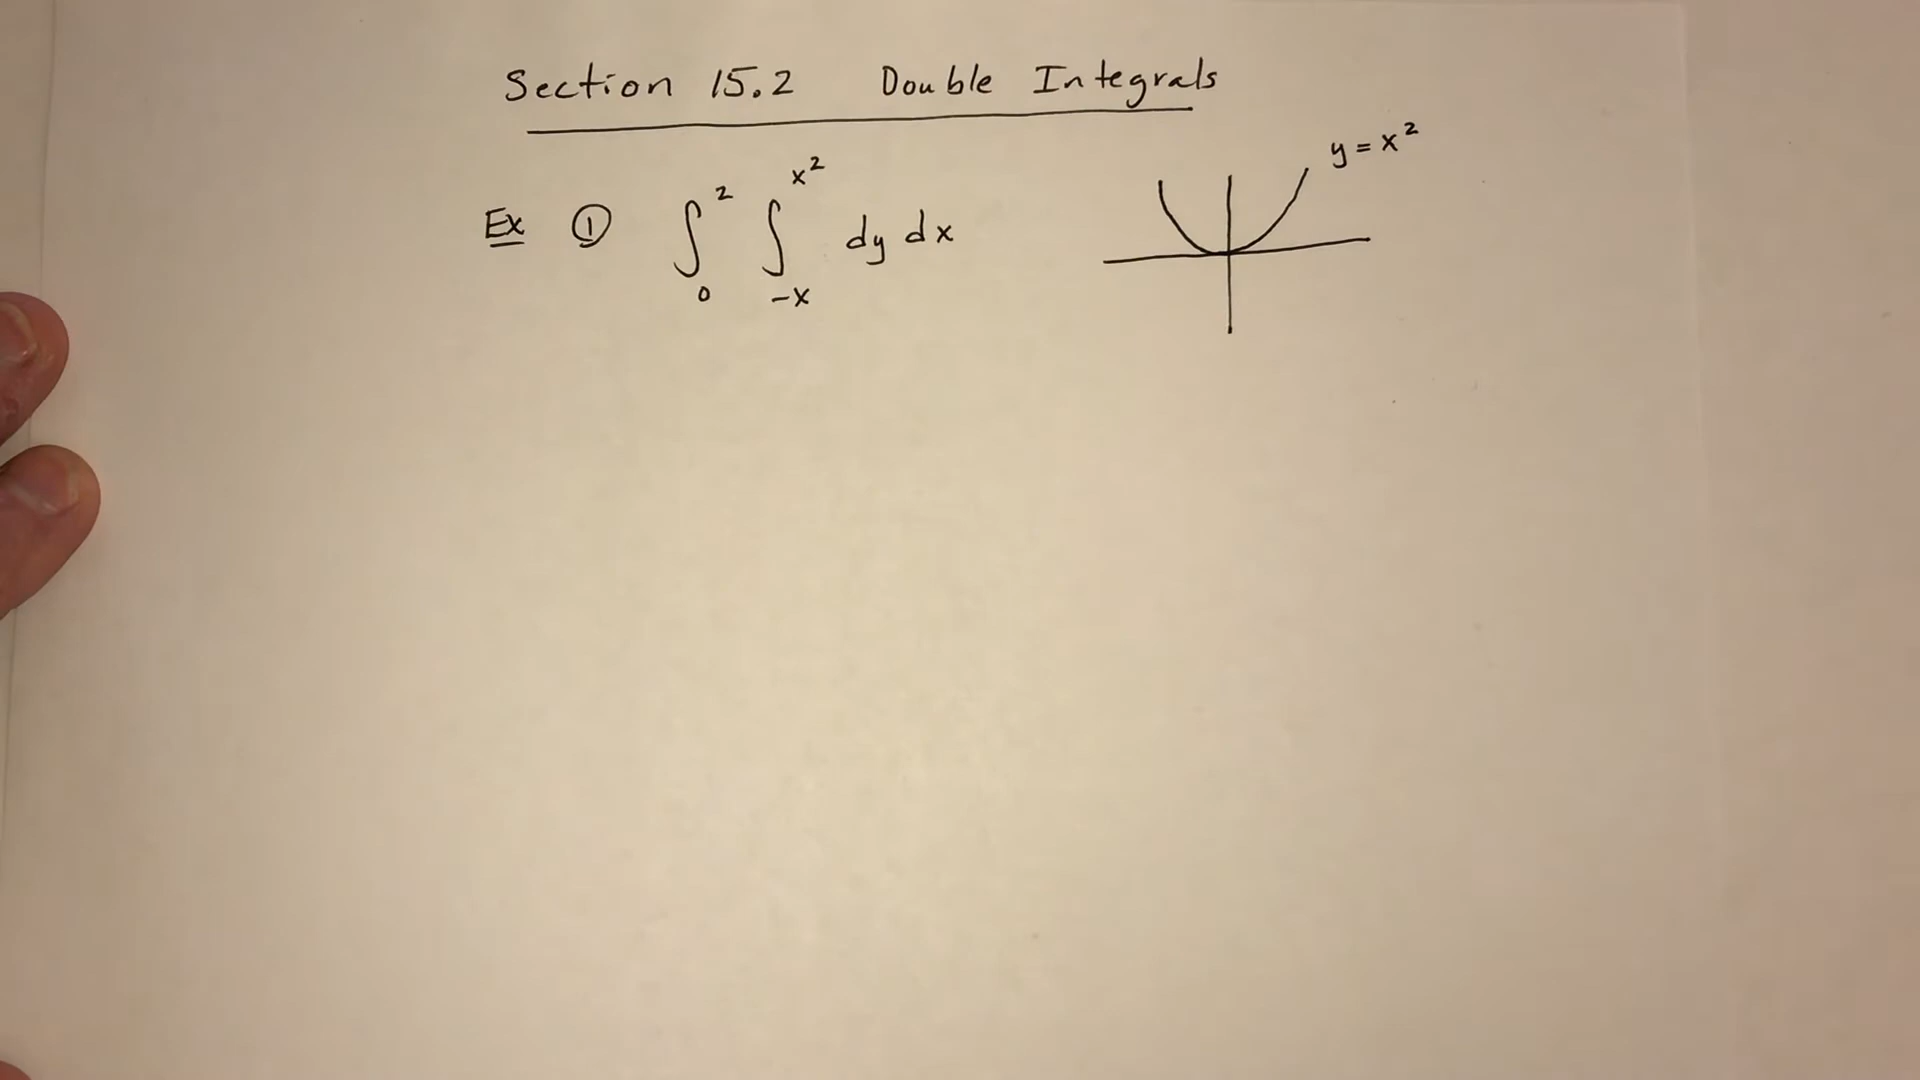 Section 15.2 Double Integrals
Ex ① ∫₀² ∫₋ₓ^(x²) dy dx
y = x²